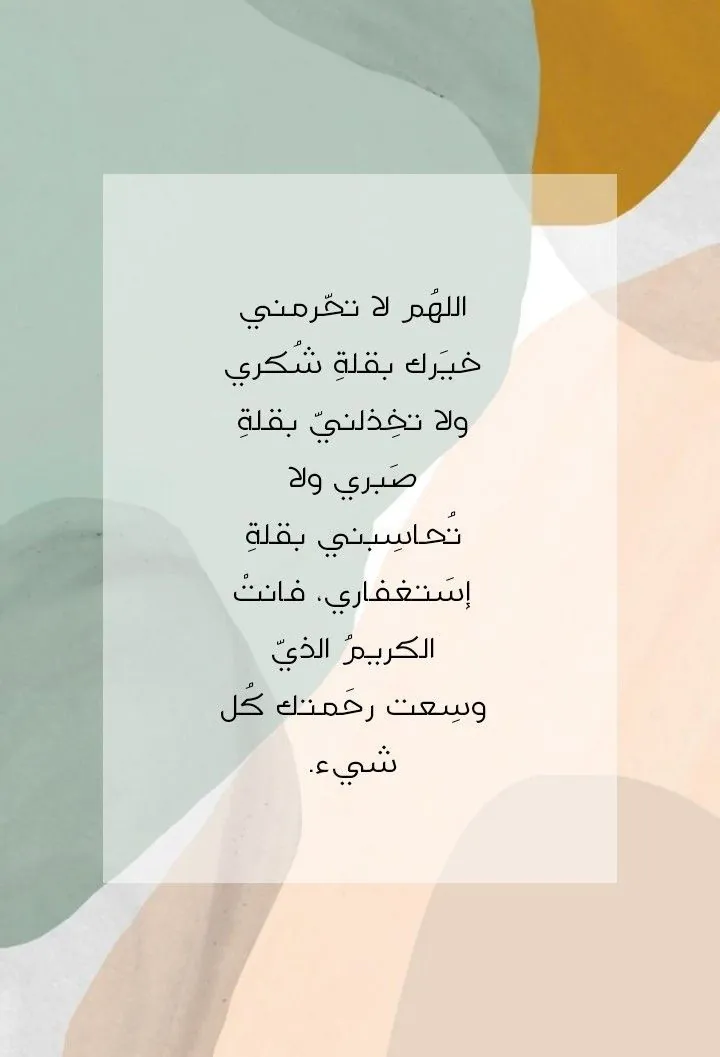 اللهُم لا تحّرمني
خيَرك بقلةِ شُكري
ولا تخِذلنيّ بقلةِ
صَبري ولا
تُحاسِبني بقلةِ
إسَتغفاري، فانتْ
الكريمُ الذيّ
وسِعت رحَمتك كُل
شيء.